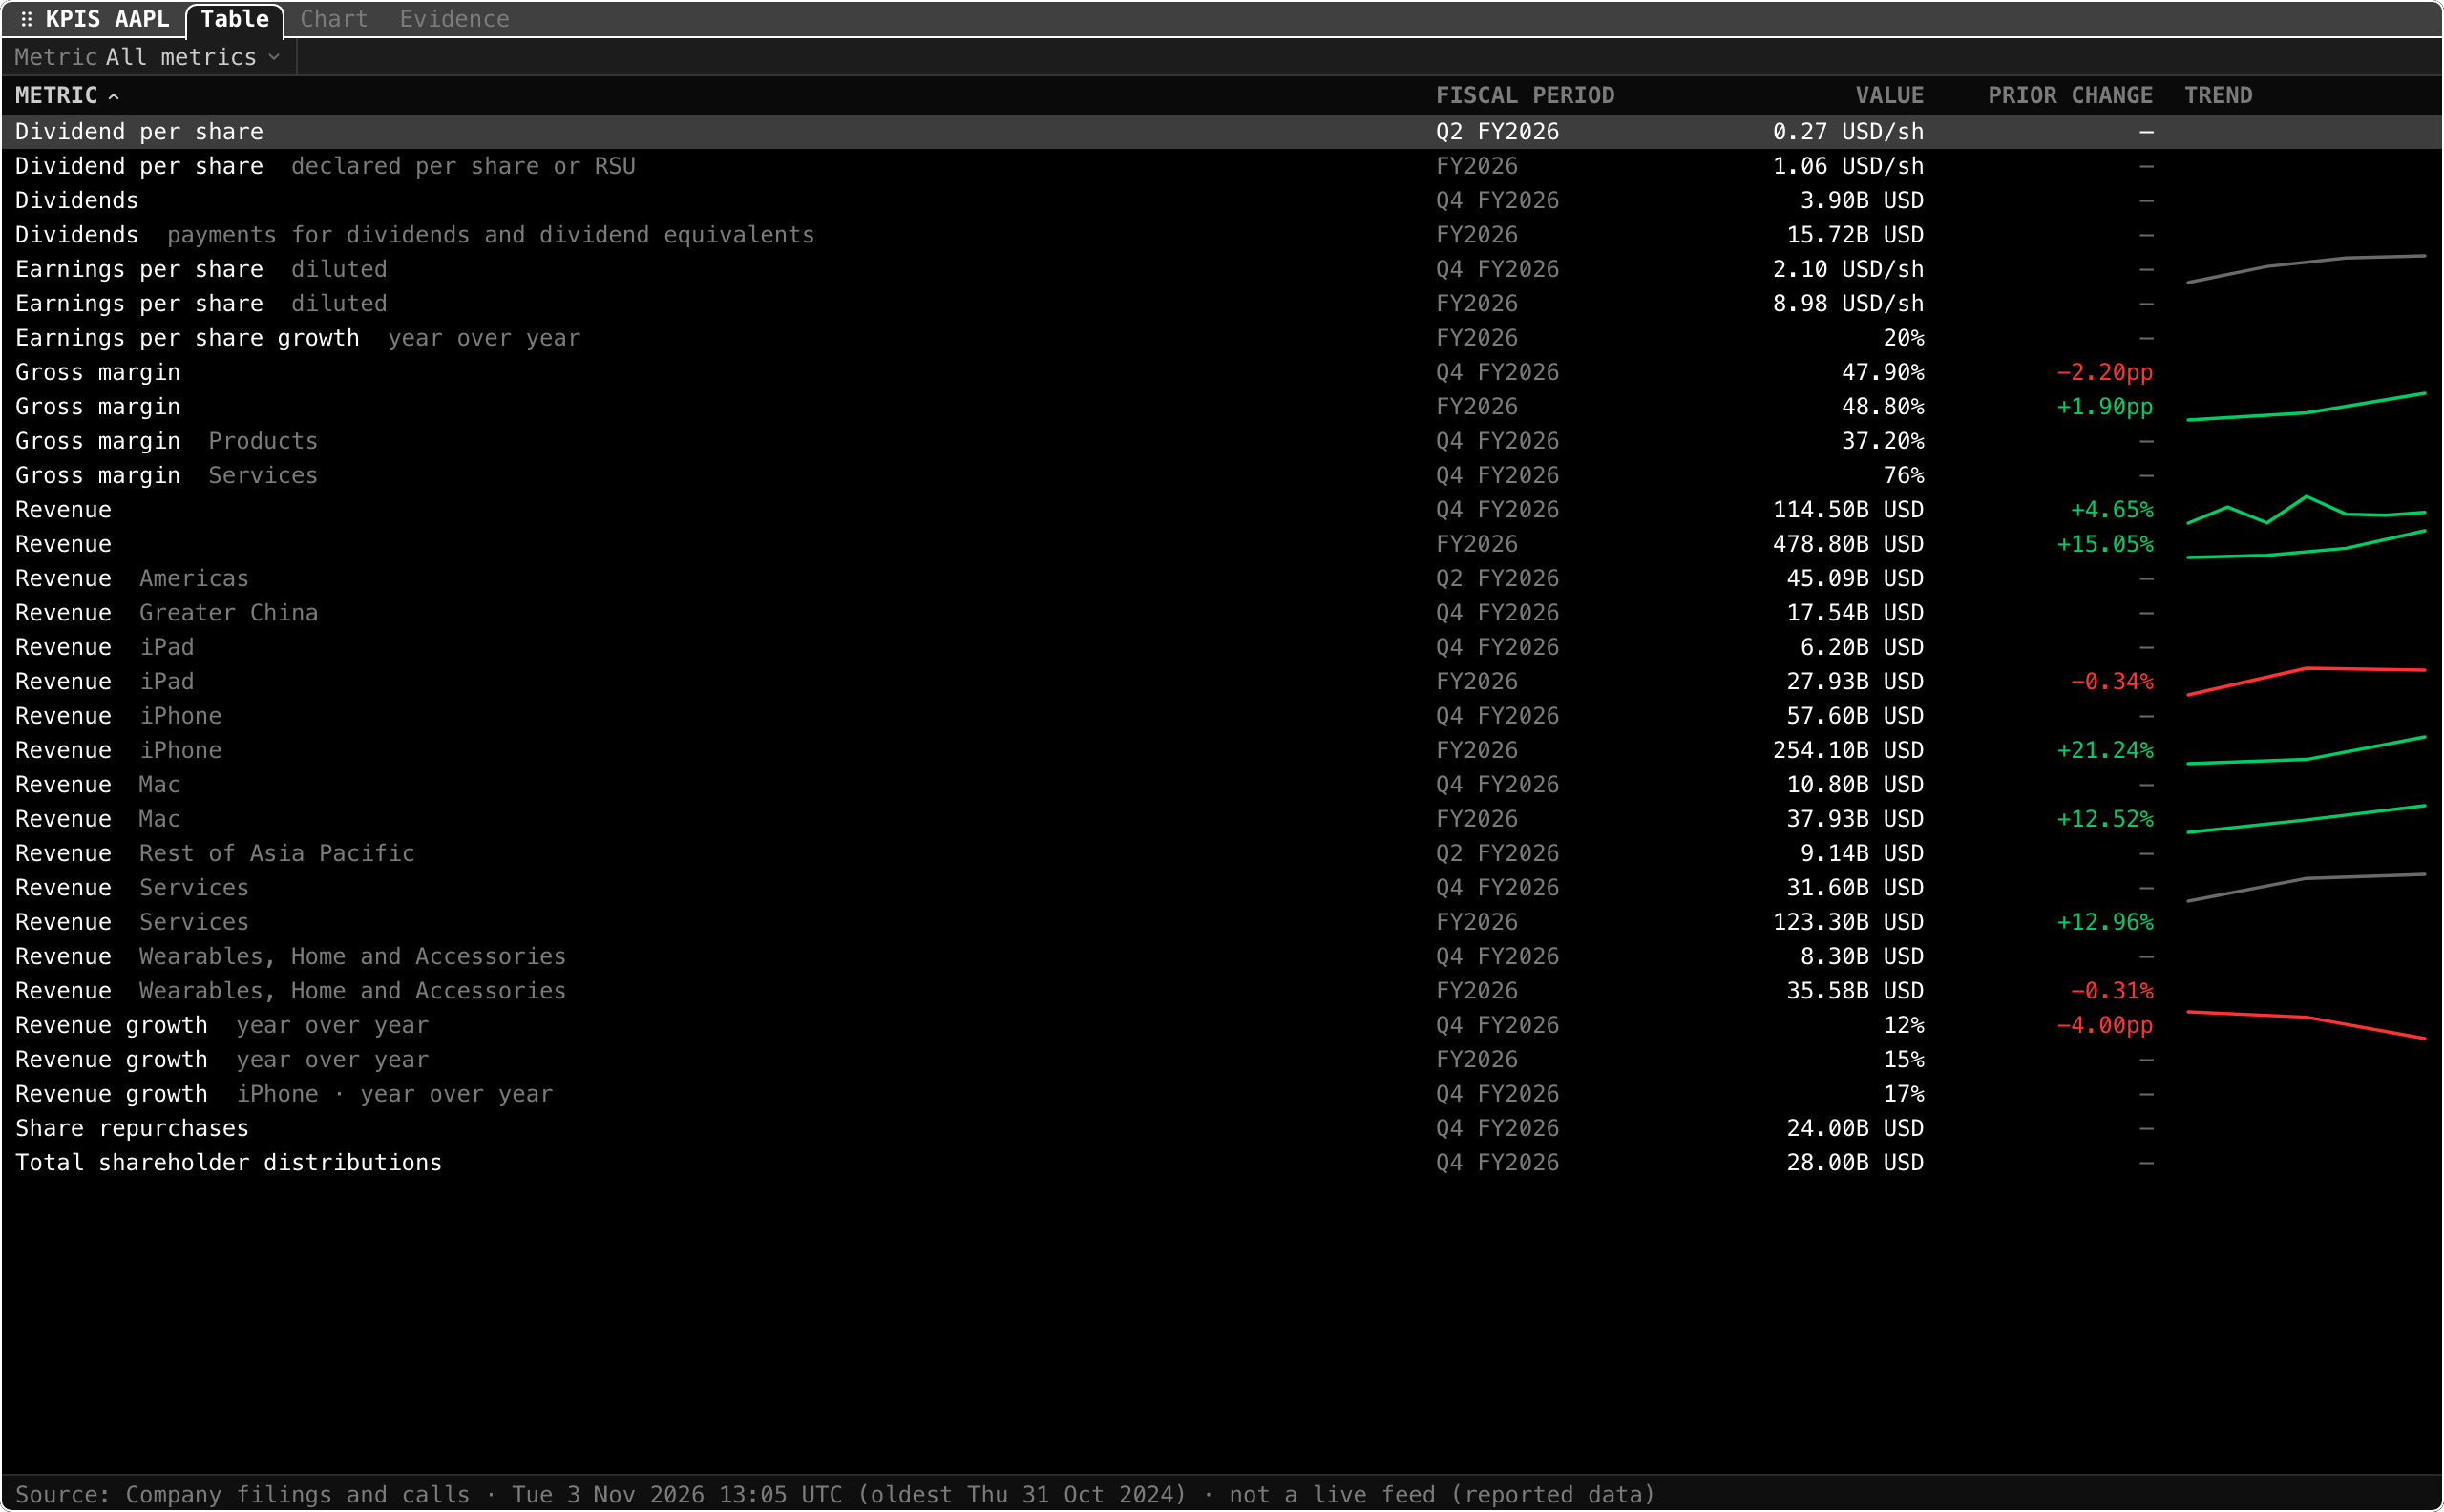 KPIS AAPL Table Chart Evidence
Metric All metrics
METRIC FISCAL PERIOD VALUE PRIOR CHANGE TREND
Dividend per share Q2 FY2026 0.27 USD/sh —
Dividend per share declared per share or RSU FY2026 1.06 USD/sh —
Dividends Q4 FY2026 3.90B USD —
Dividends payments for dividends and dividend equivalents FY2026 15.72B USD —
Earnings per share diluted Q4 FY2026 2.10 USD/sh —
Earnings per share diluted FY2026 8.98 USD/sh —
Earnings per share growth year over year FY2026 20% —
Gross margin Q4 FY2026 47.90% −2.20pp
Gross margin FY2026 48.80% +1.90pp
Gross margin Products Q4 FY2026 37.20% —
Gross margin Services Q4 FY2026 76% —
Revenue Q4 FY2026 114.50B USD +4.65%
Revenue FY2026 478.80B USD +15.05%
Revenue Americas Q2 FY2026 45.09B USD —
Revenue Greater China Q4 FY2026 17.54B USD —
Revenue iPad Q4 FY2026 6.20B USD —
Revenue iPad FY2026 27.93B USD −0.34%
Revenue iPhone Q4 FY2026 57.60B USD —
Revenue iPhone FY2026 254.10B USD +21.24%
Revenue Mac Q4 FY2026 10.80B USD —
Revenue Mac FY2026 37.93B USD +12.52%
Revenue Rest of Asia Pacific Q2 FY2026 9.14B USD —
Revenue Services Q4 FY2026 31.60B USD —
Revenue Services FY2026 123.30B USD +12.96%
Revenue Wearables, Home and Accessories Q4 FY2026 8.30B USD —
Revenue Wearables, Home and Accessories FY2026 35.58B USD −0.31%
Revenue growth year over year Q4 FY2026 12% −4.00pp
Revenue growth year over year FY2026 15% —
Revenue growth iPhone · year over year Q4 FY2026 17% —
Share repurchases Q4 FY2026 24.00B USD —
Total shareholder distributions Q4 FY2026 28.00B USD —
Source: Company filings and calls · Tue 3 Nov 2026 13:05 UTC (oldest Thu 31 Oct 2024) · not a live feed (reported data)